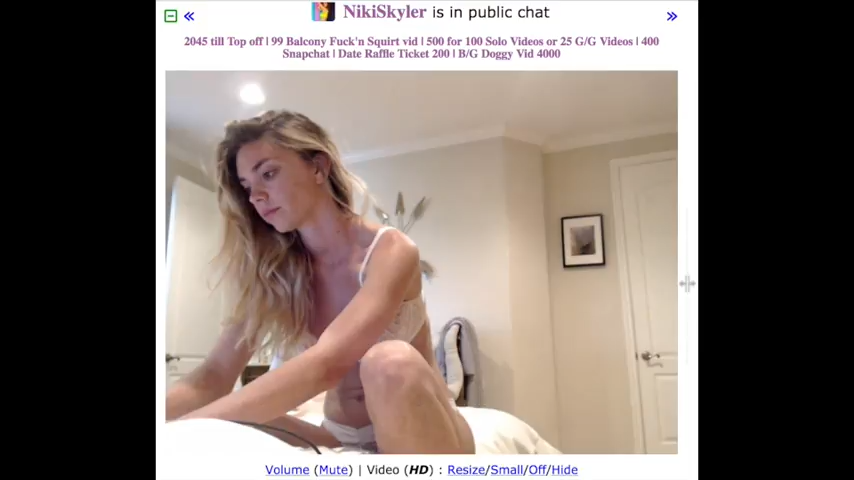 NikiSkyler is in public chat
2045 till Top off | 99 Balcony Fuck'n Squirt vid | 500 for 100 Solo Videos or 25 G/G Videos | 400
Snapchat | Date Raffle Ticket 200 | B/G Doggy Vid 4000
Volume (Mute) | Video (HD) : Resize/Small/Off/Hide